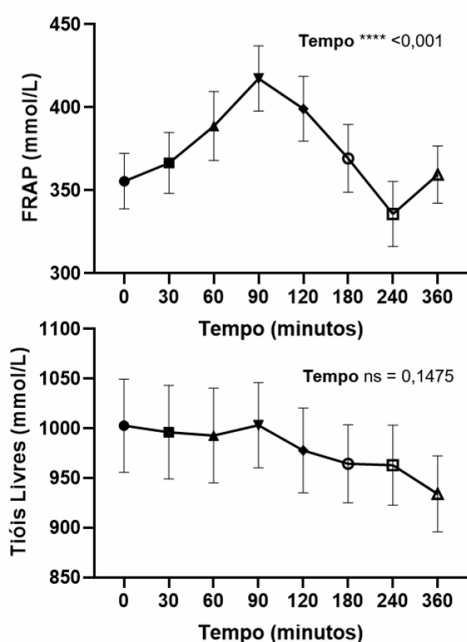 450
Tempo **** <0,001
400
FRAP (mmol/L)
350
300
0 30 60 90 120 180 240 360
Tempo (minutos)
1100
Tempo ns = 0,1475
1050
Tióis Livres (mmol/L)
1000
950
900
850
0 30 60 90 120 180 240 360
Tempo (minutos)